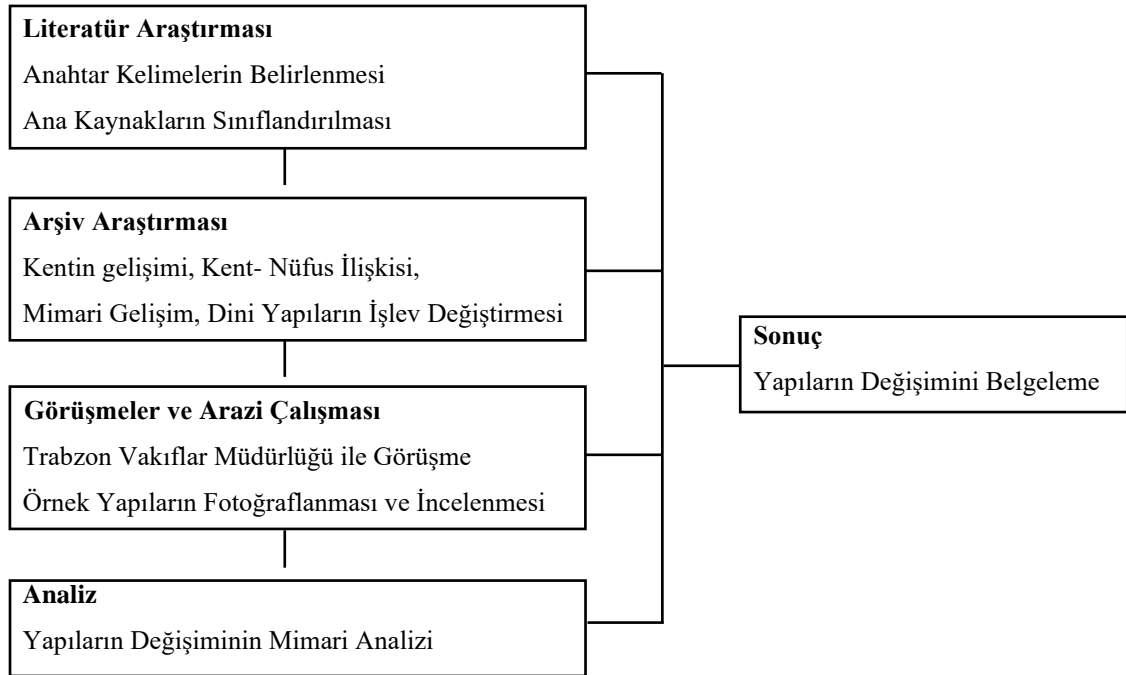 Literatür Araştırması
Anahtar Kelimelerin Belirlenmesi
Ana Kaynakların Sınıflandırılması
Arşiv Araştırması
Kentin gelişimi, Kent- Nüfus İlişkisi,
Mimari Gelişim, Dini Yapıların İşlev Değiştirmesi
Görüşmeler ve Arazi Çalışması
Trabzon Vakıflar Müdürlüğü ile Görüşme
Örnek Yapıların Fotoğraflanması ve İncelenmesi
Analiz
Yapıların Değişiminin Mimari Analizi
Sonuç
Yapıların Değişimini Belgeleme